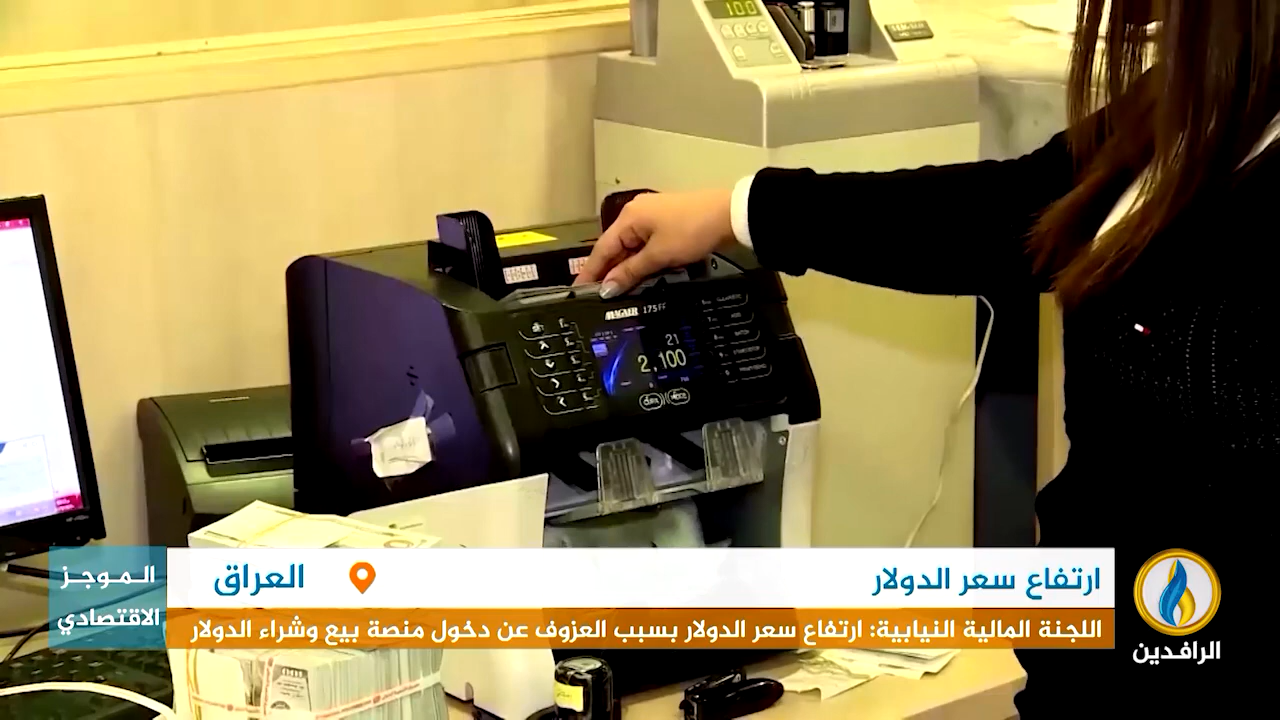 100
MAGNER 175FF
21
2,100
ارتفاع سعر الدولار
العراق
اللجنة المالية النيابية: ارتفاع سعر الدولار بسبب العزوف عن دخول منصة بيع وشراء الدولار
الـمـوجـز
الاقتصادي
الرافدين